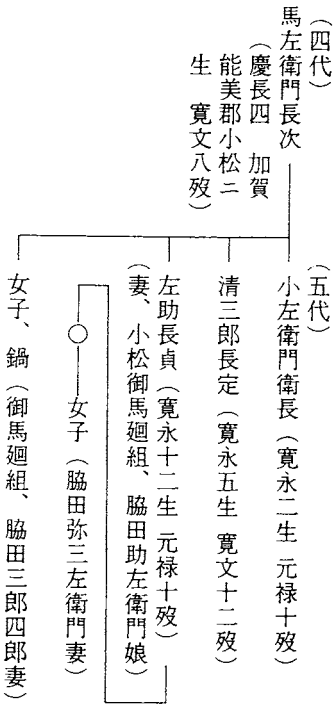 （四代）
馬左衛門長次
（慶長四　加賀
能美郡小松ニ
生　寛文八歿）
（五代）
小左衛門衛長（寛永二生　元禄十歿）
清三郎長定（寛永五生　寛文十二歿）
左助長貞（寛永十二生　元禄十歿）
（妻、小松御馬廻組、脇田助左衛門娘）
女子（脇田弥三左衛門妻）
女子、鍋（御馬廻組、脇田三郎四郎妻）